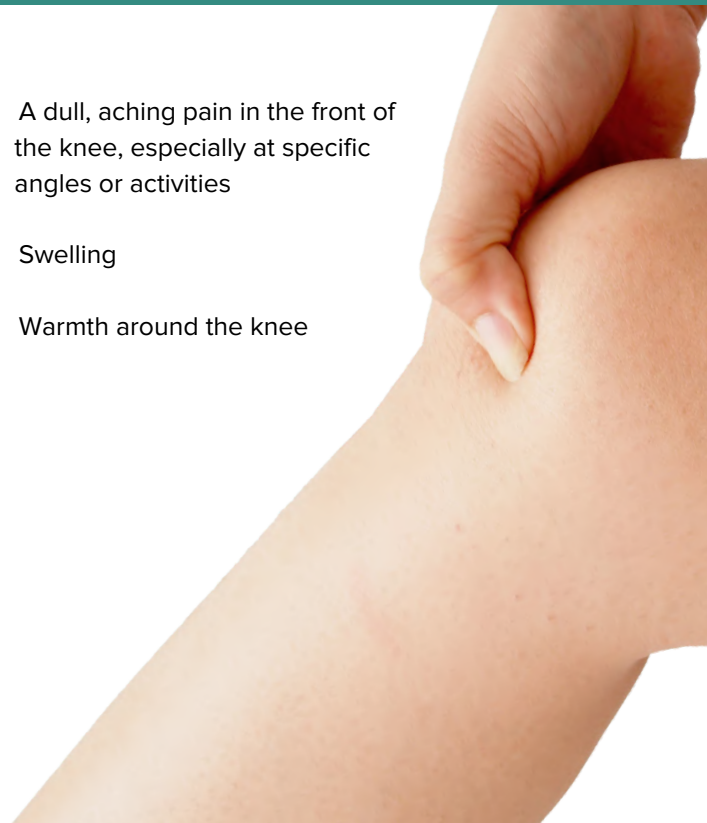 A dull, aching pain in the front of
the knee, especially at specific
angles or activities
Swelling
Warmth around the knee